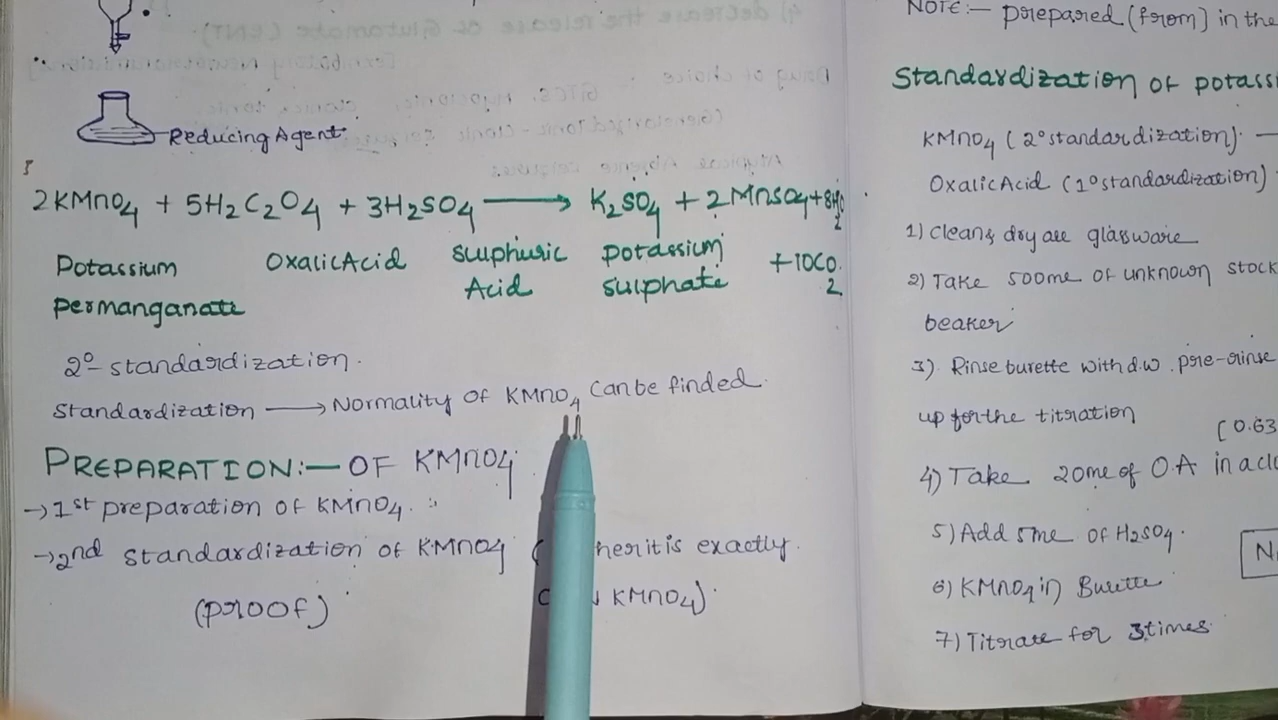 Reducing Agent
2KMnO4 + 5H2C2O4 + 3H2SO4 ⟶ K2SO4 + 2MnSO4 + 8H2O
+10CO2
Potassium permanganate
Oxalic Acid
sulphuric Acid
potassium sulphate
2° standardization.
Standardization ⟶ Normality of KMnO4 Can be finded.
PREPARATION:— OF KMnO4
→ 1st preparation of KMnO4.
→ 2nd standardization of KMnO4 ( her it is exactly
(proof) KMnO4)
NOTE:— prepared (from) in the
Standardization of potass
KMnO4 (2° standardization) —
Oxalic Acid (1° standardization)
1) Clean & dry all glassware
2) Take 500ml of unknown stock
beaker
3) Rinse burette with d.w. pre-rinse
up for the titration
[0.63
4) Take 20ml of O.A in a
5) Add 5ml of H2SO4.
6) KMnO4 in Burette
7) Titrate for 3 times